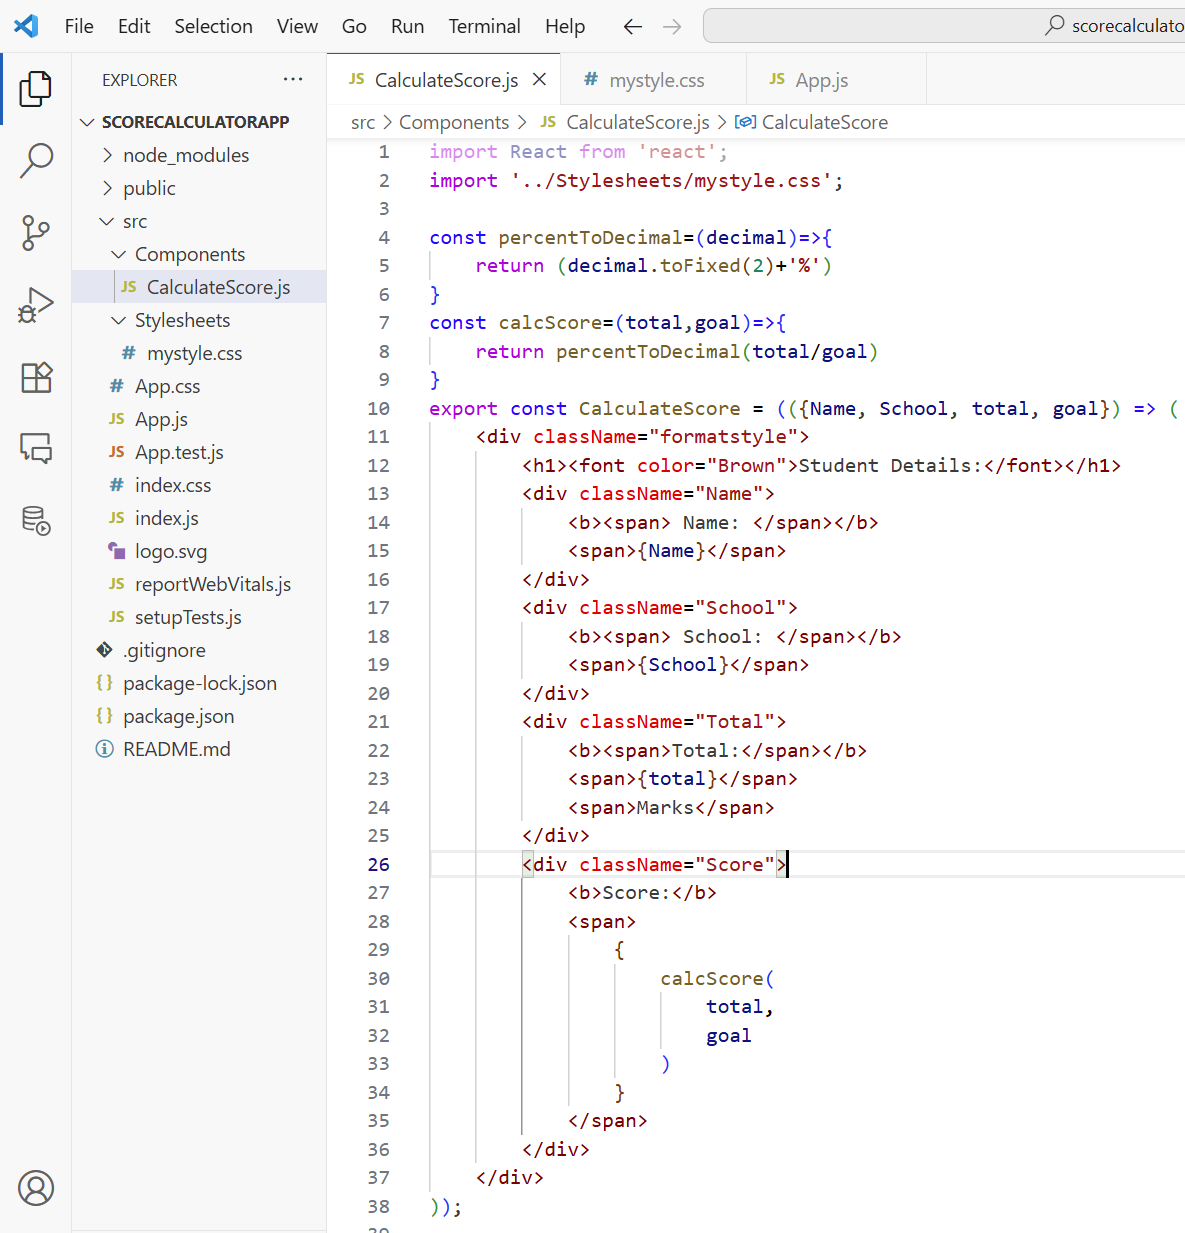 File Edit Selection View Go Run Terminal Help scorecalculato
EXPLORER ···
SCORECALCULATORAPP
node_modules
public
src
Components
JS CalculateScore.js
Stylesheets
# mystyle.css
# App.css
JS App.js
JS App.test.js
# index.css
JS index.js
logo.svg
JS reportWebVitals.js
JS setupTests.js
.gitignore
{} package-lock.json
{} package.json
README.md
JS CalculateScore.js # mystyle.css JS App.js
src > Components > JS CalculateScore.js > CalculateScore
1 import React from 'react';
2 import '../Stylesheets/mystyle.css';
3
4 const percentToDecimal=(decimal)=>{
5 return (decimal.toFixed(2)+'%')
6 }
7 const calcScore=(total,goal)=>{
8 return percentToDecimal(total/goal)
9 }
10 export const CalculateScore = (({Name, School, total, goal}) => (
11 <div className="formatstyle">
12 <h1><font color="Brown">Student Details:</font></h1>
13 <div className="Name">
14 <b><span> Name: </span></b>
15 <span>{Name}</span>
16 </div>
17 <div className="School">
18 <b><span> School: </span></b>
19 <span>{School}</span>
20 </div>
21 <div className="Total">
22 <b><span>Total:</span></b>
23 <span>{total}</span>
24 <span>Marks</span>
25 </div>
26 <div className="Score">
27 <b>Score:</b>
28 <span>
29 {
30 calcScore(
31 total,
32 goal
33 )
34 }
35 </span>
36 </div>
37 </div>
38 ));